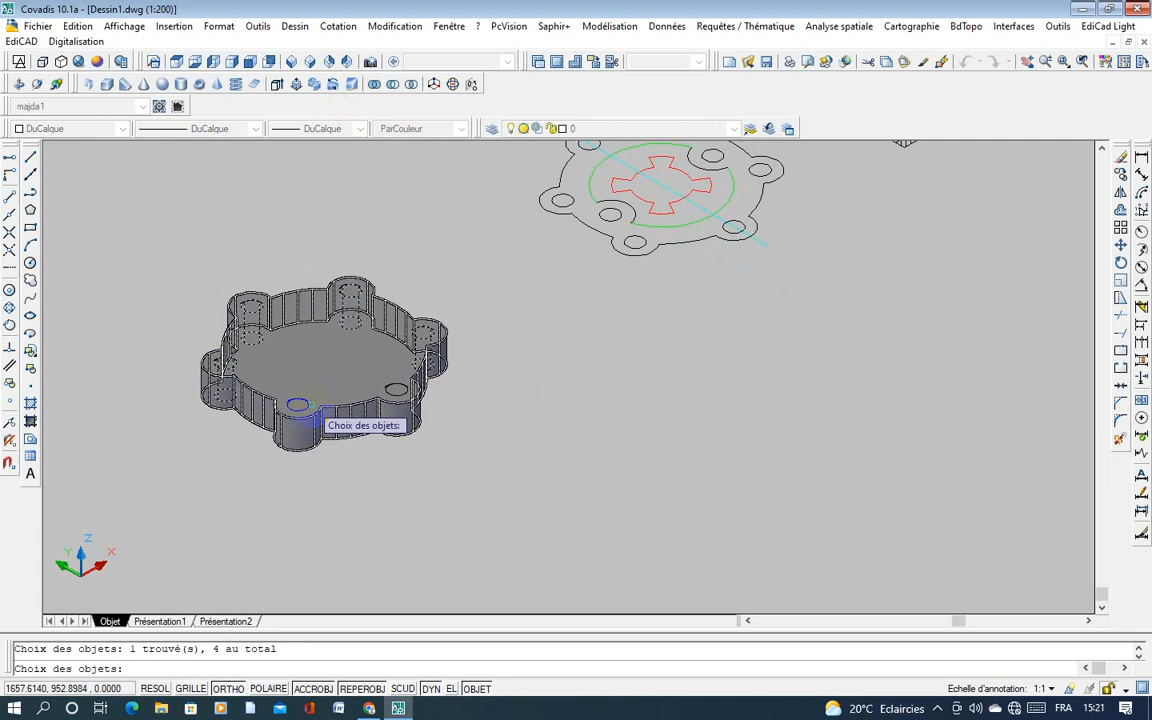 Covadis 10.1a - [Dessin1.dwg (1:200)]
Fichier Edition Affichage Insertion Format Outils Dessin Cotation Modification Fenêtre ? PcVision Saphir+ Modélisation Données Requêtes / Thématique Analyse spatiale Cartographie BdTopo Interfaces Outils EdiCad Light
EdiCAD Digitalisation
majda1
DuCalque DuCalque DuCalque ParCouleur 0
Choix des objets:
Z
Y X
Objet Présentation1 Présentation2
Choix des objets: 1 trouvé(s), 4 au total
Choix des objets:
1657.6140, 952.8984, 0.0000 RESOL GRILLE ORTHO POLAIRE ACCROBJ REPEROBJ SCUD DYN EL OBJET Echelle d'annotation: 1:1
20°C Eclaircies FRA 15:21